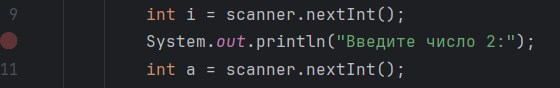 9 int i = scanner.nextInt();
System.out.println("Введите число 2:");
11 int a = scanner.nextInt();